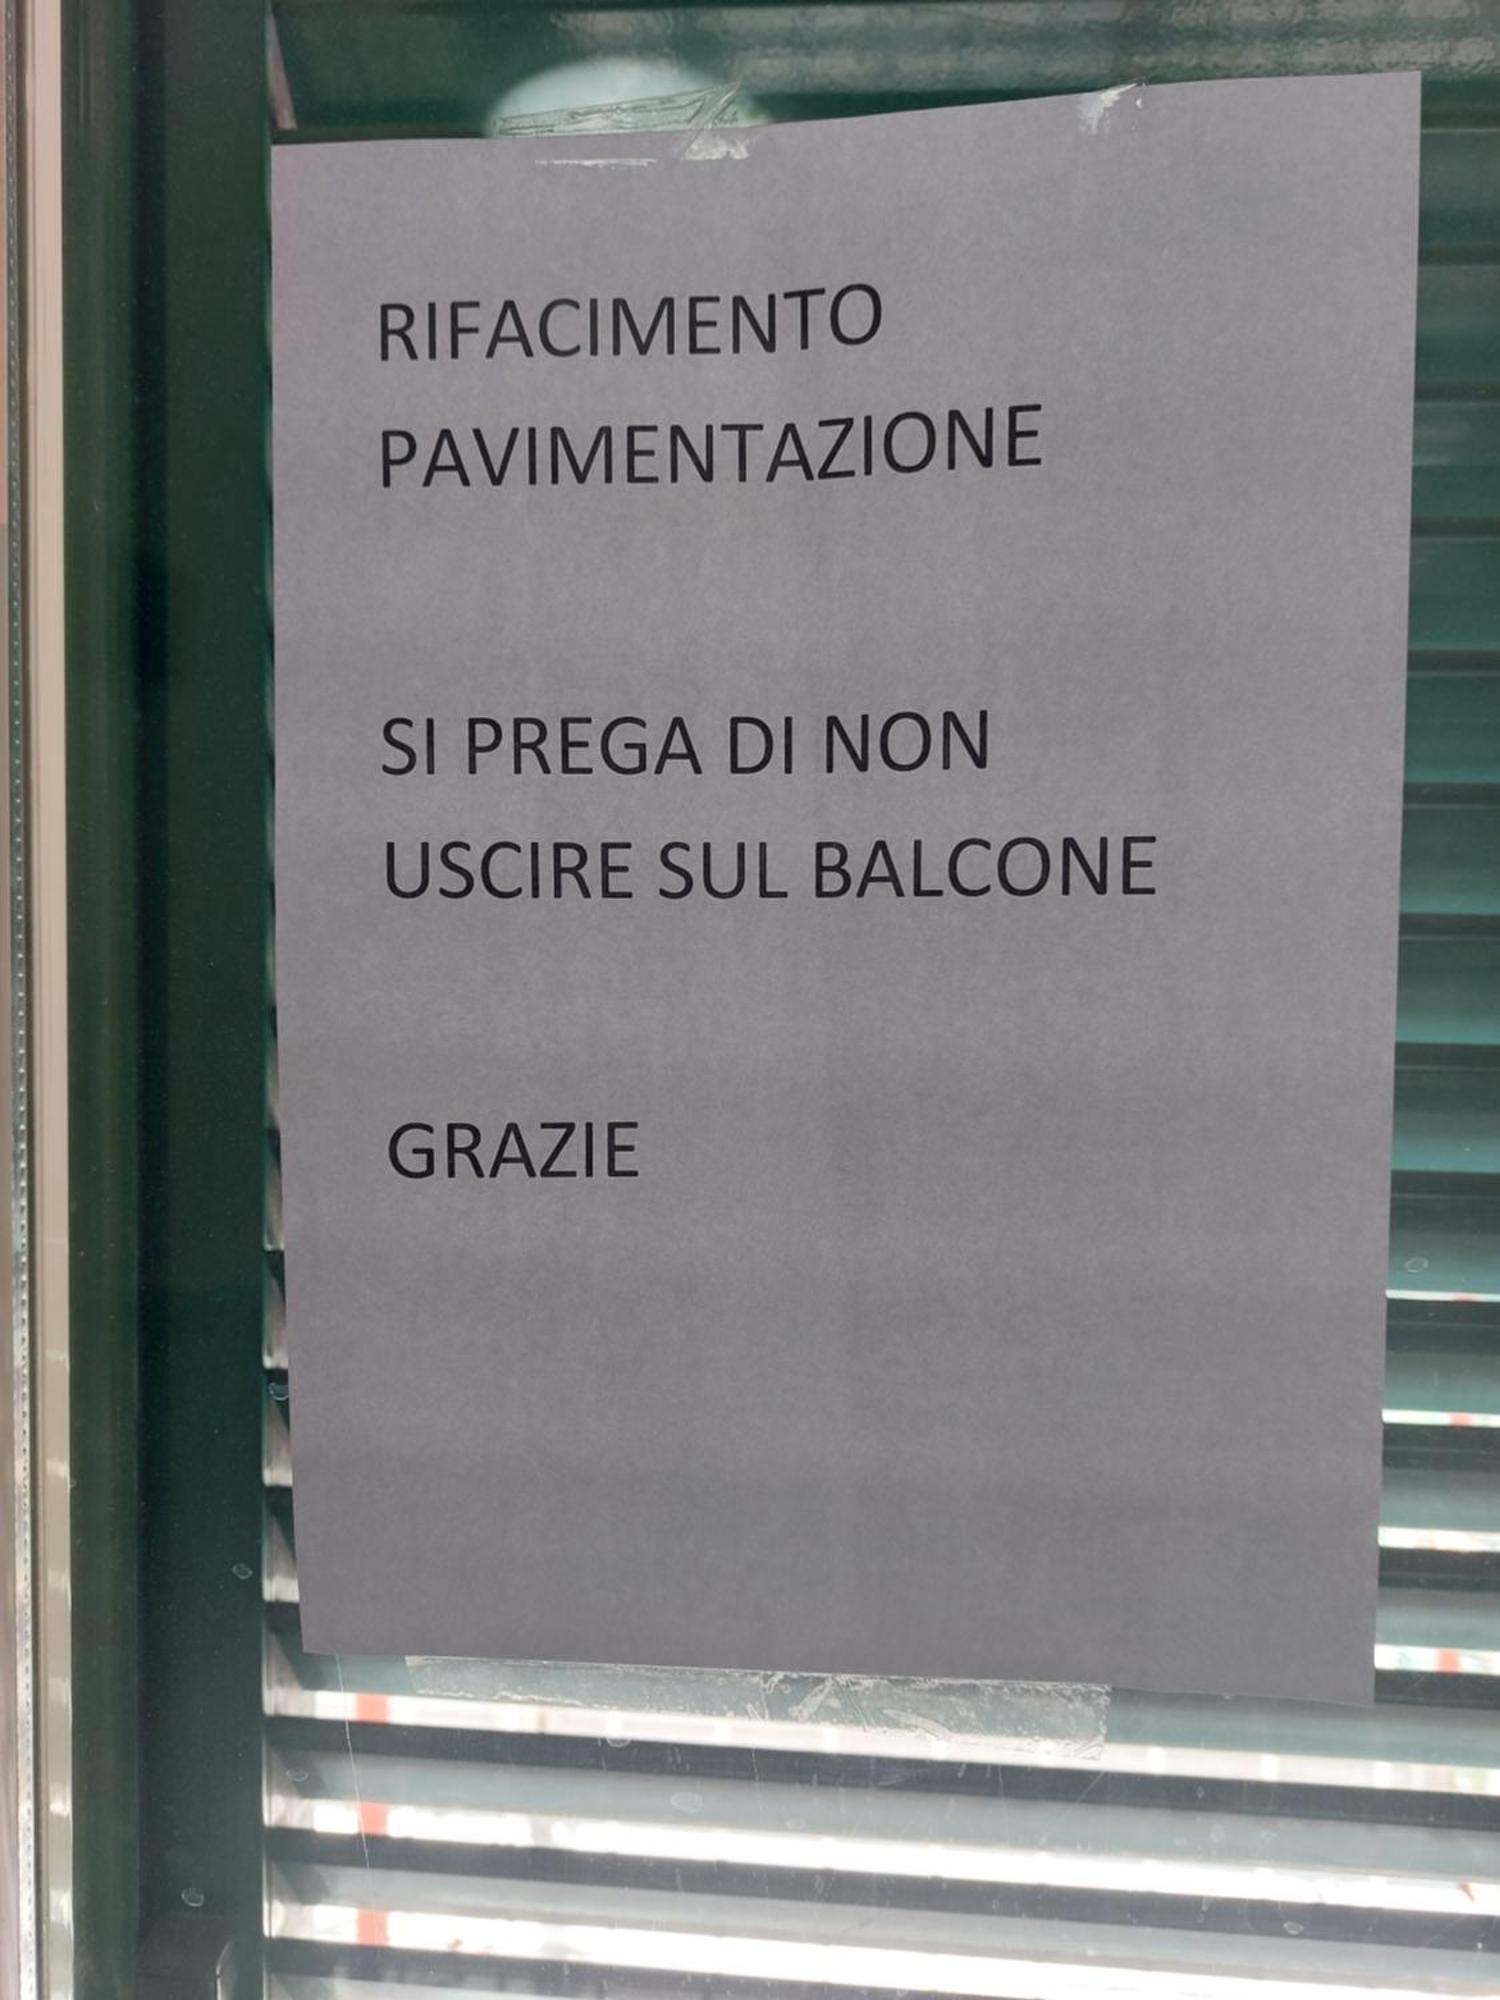 RIFACIMENTO
PAVIMENTAZIONE
SI PREGA DI NON
USCIRE SUL BALCONE
GRAZIE